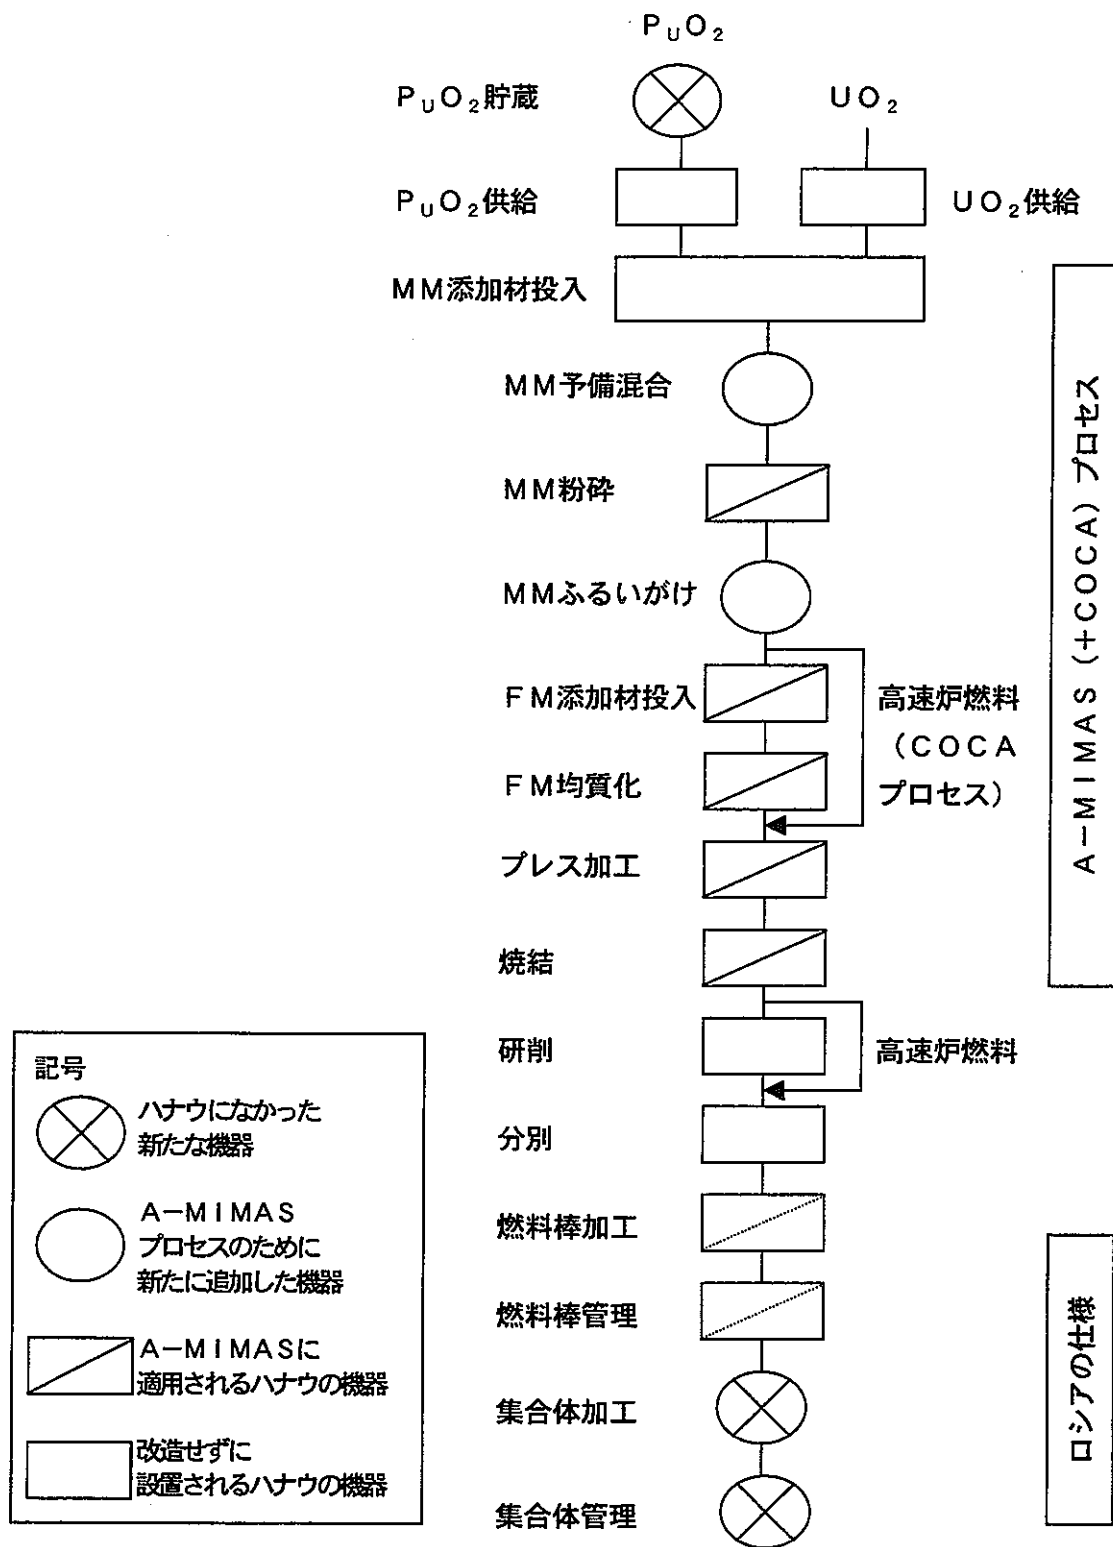 PUO2
PUO2貯蔵
UO2
PUO2供給
UO2供給
MM添加材投入
MM予備混合
MM粉砕
MMふるいがけ
FM添加材投入
高速炉燃料
(COCA
プロセス)
FM均質化
プレス加工
焼結
研削
高速炉燃料
分別
燃料棒加工
燃料棒管理
集合体加工
集合体管理
A-MIMAS(+COCA)プロセス
ロシアの仕様
記号
ハナウになかった
新たな機器
A-MIMAS
プロセスのために
新たに追加した機器
A-MIMASに
適用されるハナウの機器
改造せずに
設置されるハナウの機器